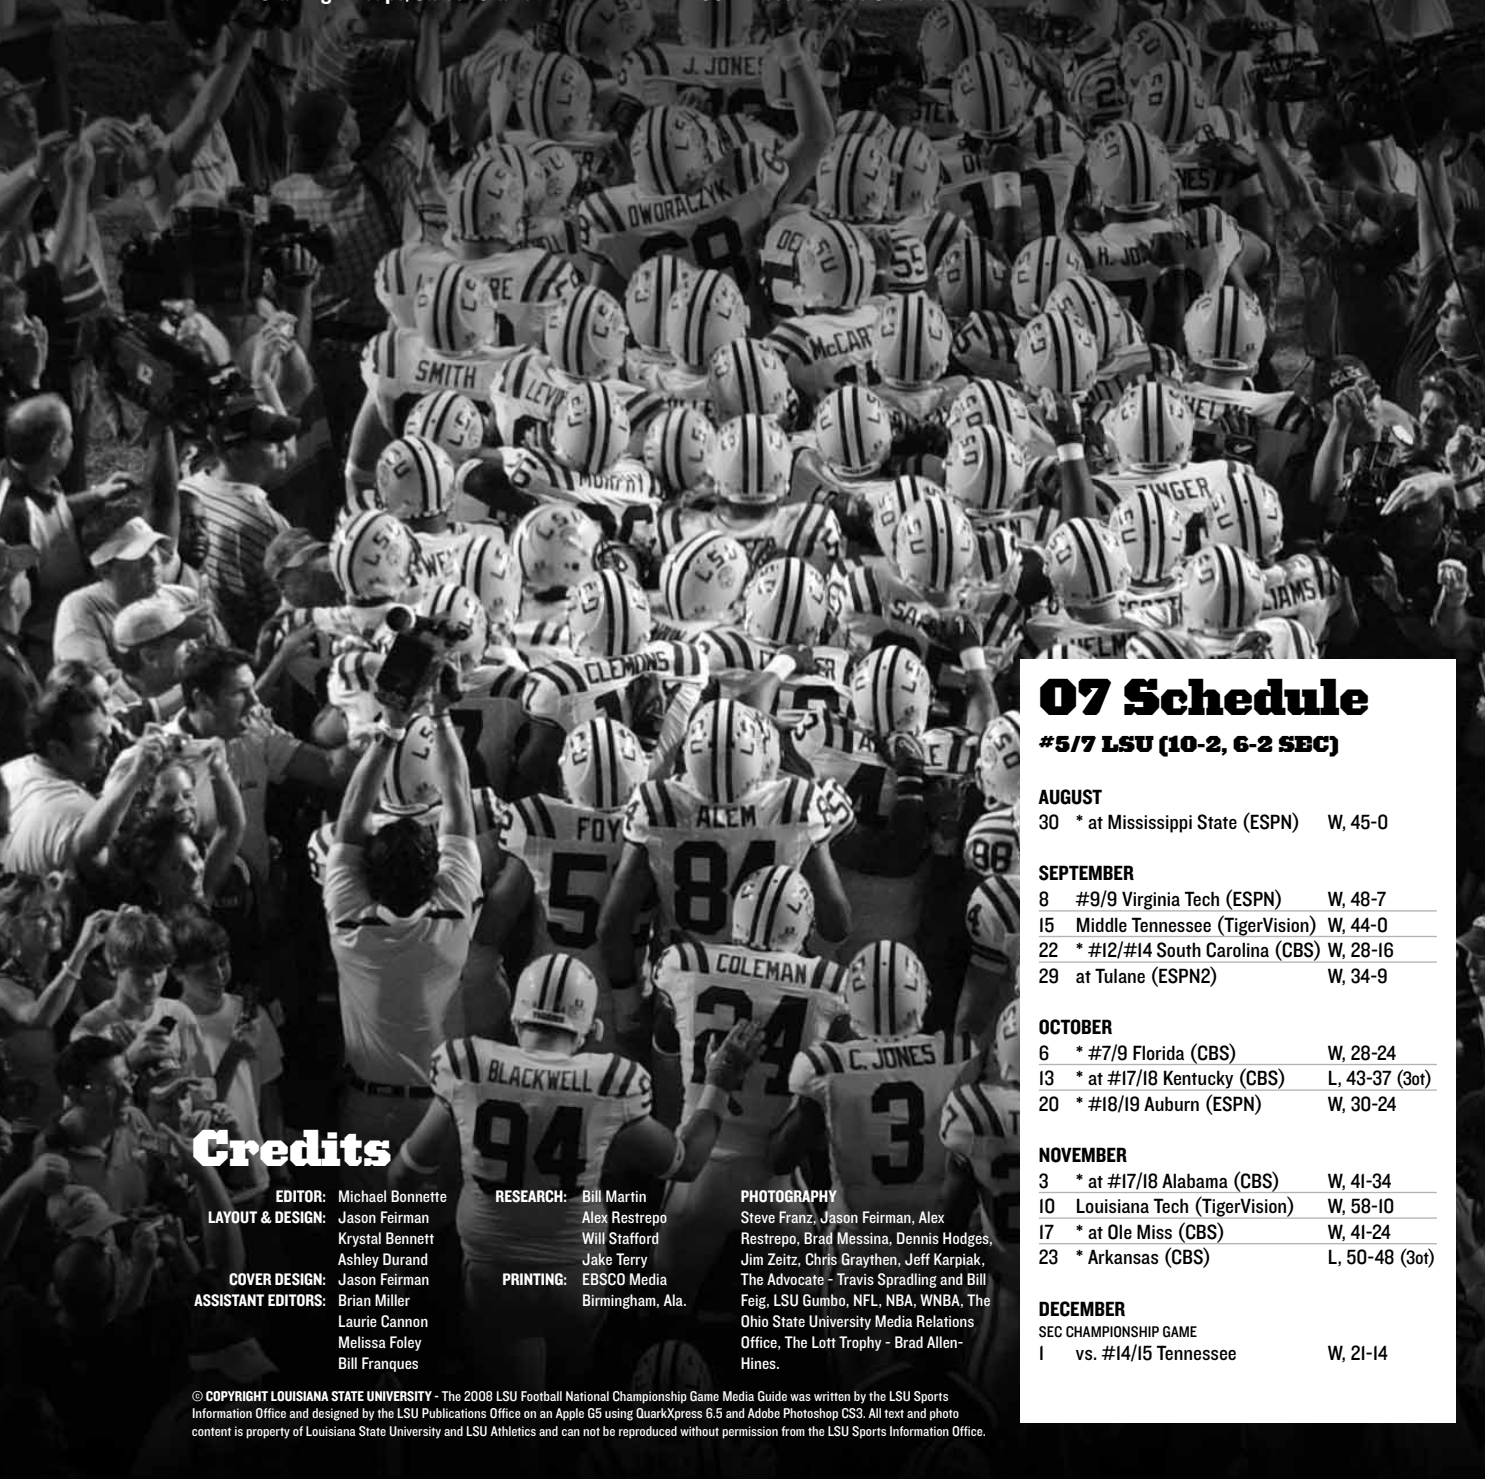 J. JONES
DWORACZYK
68
55
H. JO
McCAR
SMITH
CLEMONS
FOY
5
ALEM
84
98
COLEMAN
24
C. JONES
3
BLACKWELL
94
07 Schedule
#5/7 LSU (10-2, 6-2 SEC)
AUGUST
30 * at Mississippi State (ESPN) W, 45-0
SEPTEMBER
8 #9/9 Virginia Tech (ESPN) W, 48-7
15 Middle Tennessee (TigerVision) W, 44-0
22 * #12/#14 South Carolina (CBS) W, 28-16
29 at Tulane (ESPN2) W, 34-9
OCTOBER
6 * #7/9 Florida (CBS) W, 28-24
13 * at #17/18 Kentucky (CBS) L, 43-37 (3ot)
20 * #18/19 Auburn (ESPN) W, 30-24
NOVEMBER
3 * at #17/18 Alabama (CBS) W, 41-34
10 Louisiana Tech (TigerVision) W, 58-10
17 * at Ole Miss (CBS) W, 41-24
23 * Arkansas (CBS) L, 50-48 (3ot)
DECEMBER
SEC CHAMPIONSHIP GAME
1 vs. #14/15 Tennessee W, 21-14
Credits
EDITOR: Michael Bonnette
LAYOUT & DESIGN: Jason Feirman
Krystal Bennett
Ashley Durand
COVER DESIGN: Jason Feirman
ASSISTANT EDITORS: Brian Miller
Laurie Cannon
Melissa Foley
Bill Franques
RESEARCH: Bill Martin
Alex Restrepo
Will Stafford
Jake Terry
PRINTING: EBSCO Media
Birmingham, Ala.
PHOTOGRAPHY
Steve Franz, Jason Feirman, Alex
Restrepo, Brad Messina, Dennis Hodges,
Jim Zeitz, Chris Graythen, Jeff Karpiak,
The Advocate - Travis Spradling and Bill
Feig, LSU Gumbo, NFL, NBA, WNBA, The
Ohio State University Media Relations
Office, The Lott Trophy - Brad Allen-
Hines.
© COPYRIGHT LOUISIANA STATE UNIVERSITY - The 2008 LSU Football National Championship Game Media Guide was written by the LSU Sports
Information Office and designed by the LSU Publications Office on an Apple G5 using QuarkXpress 6.5 and Adobe Photoshop CS3. All text and photo
content is property of Louisiana State University and LSU Athletics and can not be reproduced without permission from the LSU Sports Information Office.